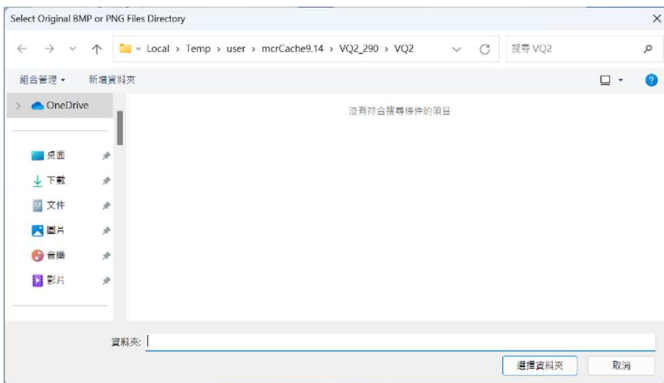 Select Original BMP or PNG Files Directory
« Local › Temp › user › mcrCache9.14 › VQ2_290 › VQ2
搜尋 VQ2
組合管理
新增資料夾
OneDrive
沒有符合搜尋條件的項目
桌面
下載
文件
圖片
音樂
影片
資料夾:
選擇資料夾
取消